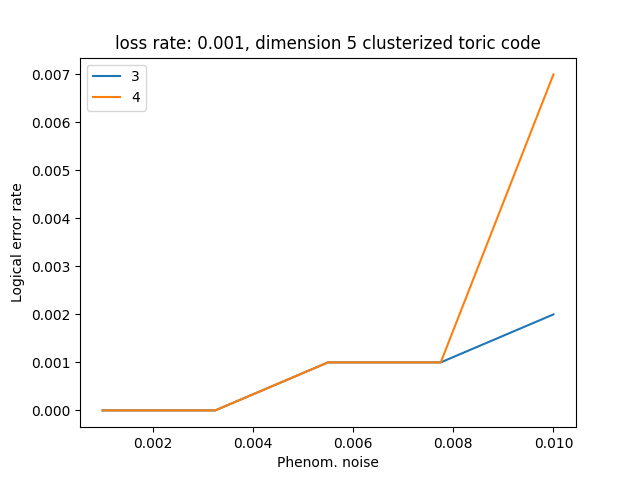 loss rate: 0.001, dimension 5 clusterized toric code
3
4
0.007
0.006
0.005
0.004
0.003
0.002
0.001
0.000
Logical error rate
0.002 0.004 0.006 0.008 0.010
Phenom. noise